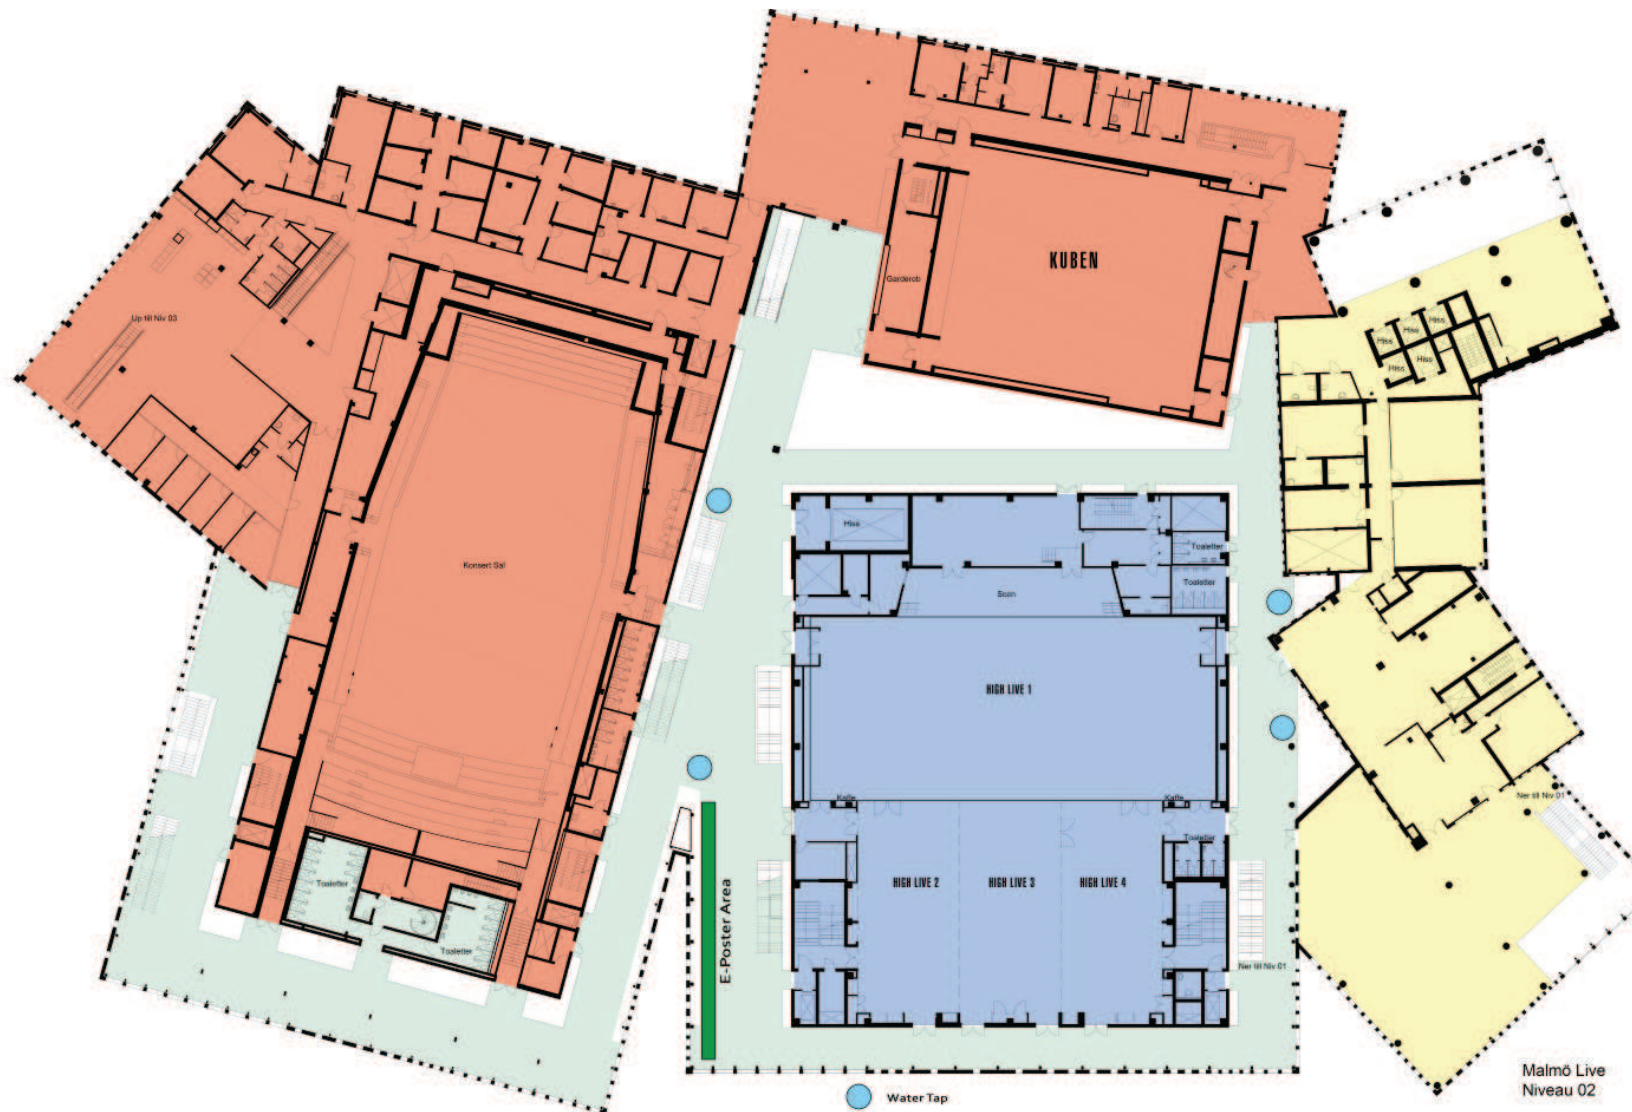 KUBEN
Garderob
Up till Niv 03
Hiss
Hiss
Hiss
Hiss
Hiss
Hiss
Toaletter
Konsert Sal
Toaletter
Scen
HIGH LIVE 1
Kaffe
Kaffe
Ner till Niv 01
Toaletter
HIGH LIVE 2
HIGH LIVE 3
HIGH LIVE 4
Toaletter
E-Poster Area
Toaletter
Ner till Niv 01
Malmö Live
Niveau 02
Water Tap